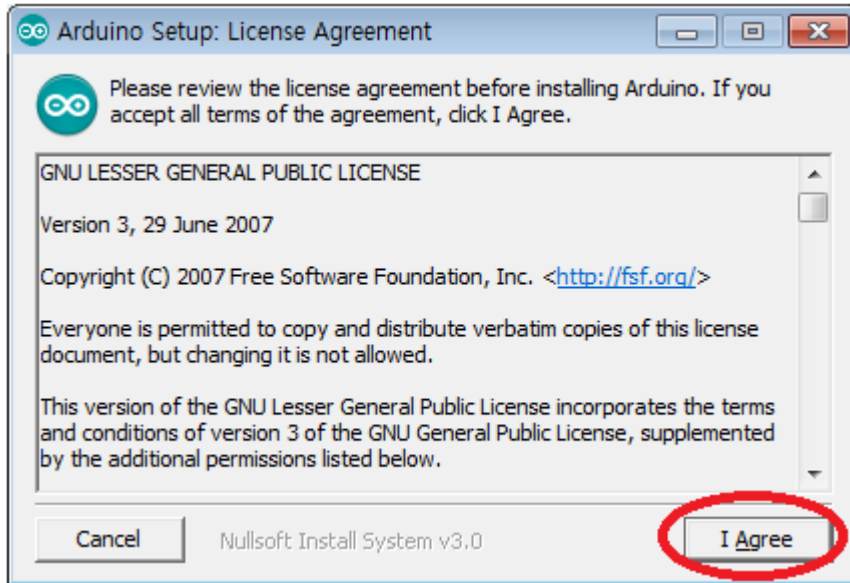 Arduino Setup: License Agreement
Please review the license agreement before installing Arduino. If you
accept all terms of the agreement, click I Agree.
GNU LESSER GENERAL PUBLIC LICENSE
Version 3, 29 June 2007
Copyright (C) 2007 Free Software Foundation, Inc. <http://fsf.org/>
Everyone is permitted to copy and distribute verbatim copies of this license
document, but changing it is not allowed.
This version of the GNU Lesser General Public License incorporates the terms
and conditions of version 3 of the GNU General Public License, supplemented
by the additional permissions listed below.
Cancel
Nullsoft Install System v3.0
I Agree